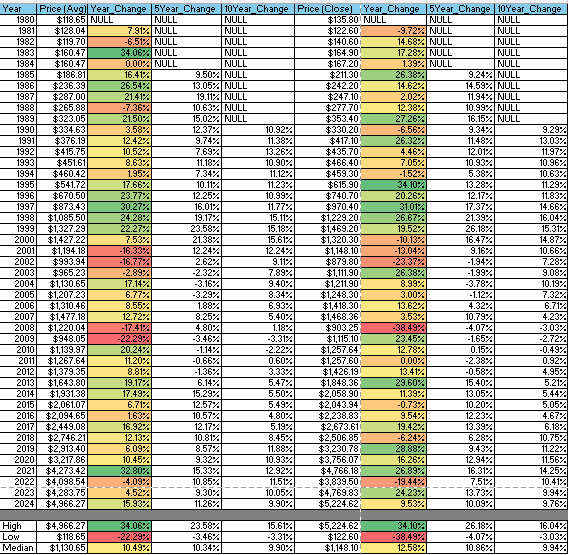 Year Price (Avg) Year_Change 5Year_Change 10Year_Change Price (Close) Year_Change 5Year_Change 10Year_Change
1980 $118.65 NULL NULL NULL $135.80 NULL NULL NULL
1981 $128.04 7.91% NULL NULL $122.60 -9.72% NULL NULL
1982 $119.70 -6.51% NULL NULL $140.60 14.68% NULL NULL
1983 $160.47 34.06% NULL NULL $164.90 17.28% NULL NULL
1984 $160.47 0.00% NULL NULL $167.20 1.39% NULL NULL
1985 $186.81 16.41% 9.50% NULL $211.30 26.38% 9.24% NULL
1986 $236.39 26.54% 13.05% NULL $242.20 14.62% 14.59% NULL
1987 $287.00 21.41% 19.11% NULL $247.10 2.02% 11.94% NULL
1988 $265.88 -7.36% 10.63% NULL $277.70 12.38% 10.99% NULL
1989 $323.05 21.50% 15.02% NULL $353.40 27.26% 16.15% NULL
1990 $334.63 3.58% 12.37% 10.92% $330.20 -6.56% 9.34% 9.29%
1991 $376.19 12.42% 9.74% 11.38% $417.10 26.32% 11.48% 13.03%
1992 $415.75 10.52% 7.69% 13.26% $435.70 4.46% 12.01% 11.97%
1993 $451.61 8.63% 11.18% 10.90% $466.40 7.05% 10.93% 10.96%
1994 $460.42 1.95% 7.34% 11.12% $459.30 -1.52% 5.38% 10.63%
1995 $541.72 17.66% 10.11% 11.23% $615.90 34.10% 13.28% 11.29%
1996 $670.50 23.77% 12.25% 10.99% $740.70 20.26% 12.17% 11.83%
1997 $873.43 30.27% 16.01% 11.77% $970.40 31.01% 17.37% 14.66%
1998 $1,085.50 24.28% 19.17% 15.11% $1,229.20 26.67% 21.39% 16.04%
1999 $1,327.29 22.27% 23.58% 15.18% $1,469.20 19.52% 26.18% 15.31%
2000 $1,427.22 7.53% 21.38% 15.61% $1,320.30 -10.13% 16.47% 14.87%
2001 $1,194.18 -16.33% 12.24% 12.24% $1,148.10 -13.04% 9.16% 10.66%
2002 $993.94 -16.77% 2.62% 9.11% $879.80 -23.37% -1.94% 7.28%
2003 $965.23 -2.89% -2.32% 7.89% $1,111.90 26.38% -1.99% 9.08%
2004 $1,130.65 17.14% -3.16% 9.40% $1,211.90 8.99% -3.78% 10.19%
2005 $1,207.23 6.77% -3.29% 8.34% $1,248.30 3.00% -1.12% 7.32%
2006 $1,310.46 8.55% 1.88% 6.93% $1,418.30 13.62% 4.32% 6.71%
2007 $1,477.18 12.72% 8.25% 5.40% $1,468.36 3.53% 10.79% 4.23%
2008 $1,220.04 -17.41% 4.80% 1.18% $903.25 -38.49% -4.07% -3.03%
2009 $948.05 -22.29% -3.46% -3.31% $1,115.10 23.45% -1.65% -2.72%
2010 $1,139.97 20.24% -1.14% -2.22% $1,257.64 12.78% 0.15% -0.49%
2011 $1,267.64 11.20% -0.66% 0.60% $1,257.60 0.00% -2.38% 0.92%
2012 $1,379.35 8.81% -1.36% 3.33% $1,426.19 13.41% -0.58% 4.95%
2013 $1,643.80 19.17% 6.14% 5.47% $1,848.36 29.60% 15.40% 5.21%
2014 $1,931.38 17.49% 15.29% 5.50% $2,058.90 11.39% 13.05% 5.44%
2015 $2,061.07 6.71% 12.57% 5.49% $2,043.94 -0.73% 10.20% 5.05%
2016 $2,094.65 1.63% 10.57% 4.80% $2,238.83 9.54% 12.23% 4.67%
2017 $2,449.08 16.92% 12.17% 5.19% $2,673.61 19.42% 13.39% 6.18%
2018 $2,746.21 12.13% 10.81% 8.45% $2,506.85 -6.24% 6.28% 10.75%
2019 $2,913.40 6.09% 8.57% 11.88% $3,230.78 28.88% 9.43% 11.22%
2020 $3,217.86 10.45% 9.32% 10.93% $3,756.07 16.26% 12.94% 11.56%
2021 $4,273.42 32.80% 15.33% 12.92% $4,766.18 26.89% 16.31% 14.25%
2022 $4,098.54 -4.09% 10.85% 11.51% $3,839.50 -19.44% 7.51% 10.41%
2023 $4,283.75 4.52% 9.30% 10.05% $4,769.83 24.23% 13.73% 9.94%
2024 $4,966.27 15.93% 11.26% 9.90% $5,224.62 9.53% 10.09% 9.76%
High $4,966.27 34.06% 23.58% 15.61% $5,224.62 34.10% 26.18% 16.04%
Low $118.65 -22.29% -3.46% -3.31% $122.60 -38.49% -4.07% -3.03%
Median $1,130.65 10.49% 10.34% 9.90% $1,148.10 12.58% 10.86% 9.94%